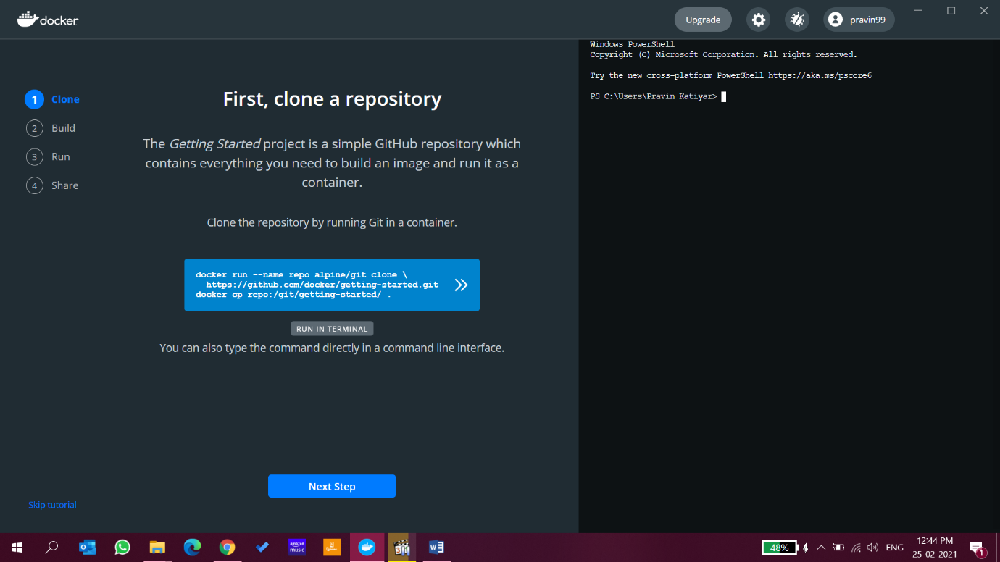 docker
Upgrade
pravin99
1 Clone
2 Build
3 Run
4 Share
First, clone a repository
The Getting Started project is a simple GitHub repository which
contains everything you need to build an image and run it as a
container.
Clone the repository by running Git in a container.
docker run --name repo alpine/git clone \
https://github.com/docker/getting-started.git
docker cp repo:/git/getting-started/ .
RUN IN TERMINAL
You can also type the command directly in a command line interface.
Next Step
Skip tutorial
Windows PowerShell
Copyright (C) Microsoft Corporation. All rights reserved.
Try the new cross-platform PowerShell https://aka.ms/pscore6
PS C:\Users\Pravin Katiyar>
amazon
music
48%
ENG
12:44 PM
25-02-2021
1